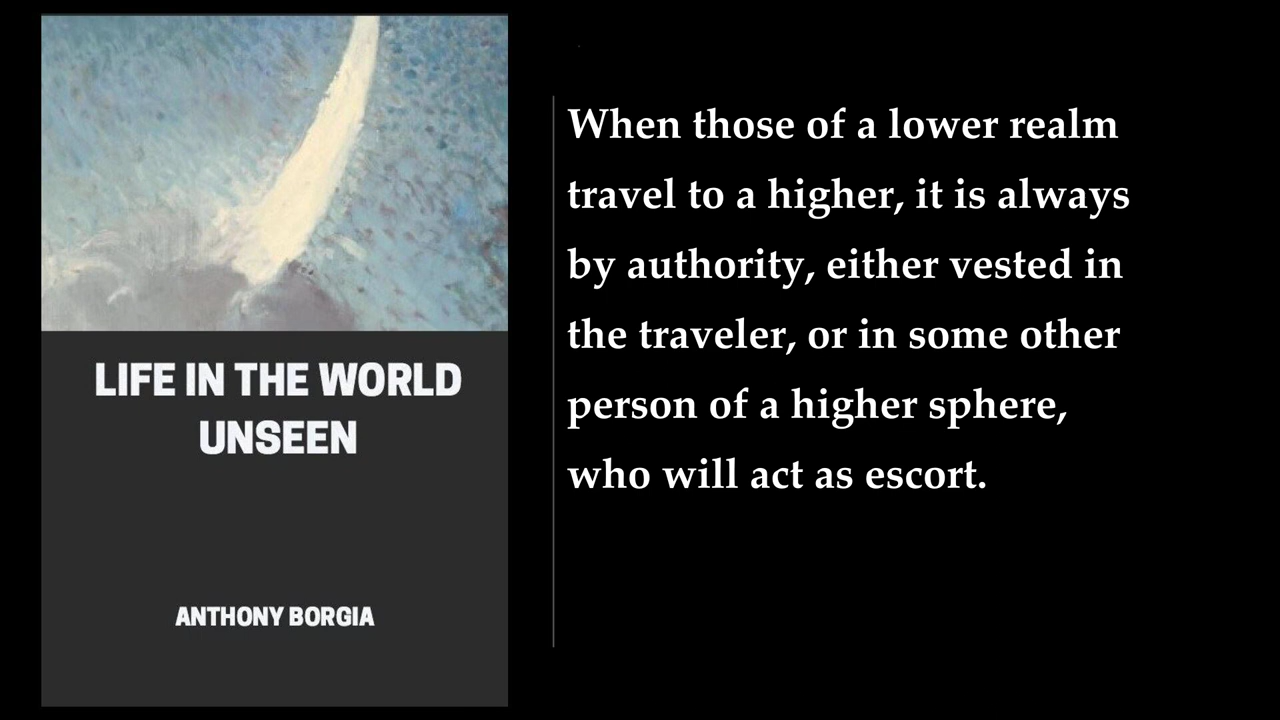 LIFE IN THE WORLD
UNSEEN
ANTHONY BORGIA
When those of a lower realm
travel to a higher, it is always
by authority, either vested in
the traveler, or in some other
person of a higher sphere,
who will act as escort.